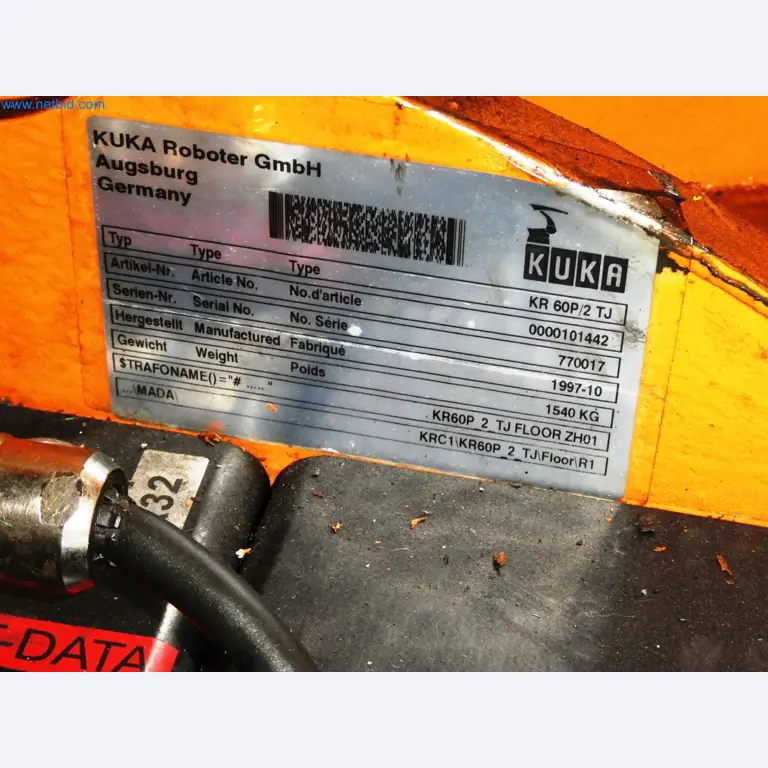 www.netbid.com
KUKA Roboter GmbH
Augsburg
Germany
KUKA
Typ Type Type KR 60P/2 TJ
Artikel-Nr. Article No. No.d'article 0000101442
Serien-Nr. Serial No. No. Série 770017
Hergestellt Manufactured Fabriqué 1997-10
Gewicht Weight Poids 1540 KG
$TRAFONAME()="# ..... " KR60P_2_TJ FLOOR ZH01
...\MADA\ KRC1\KR60P_2_TJ\Floor\R1
32
-DATA